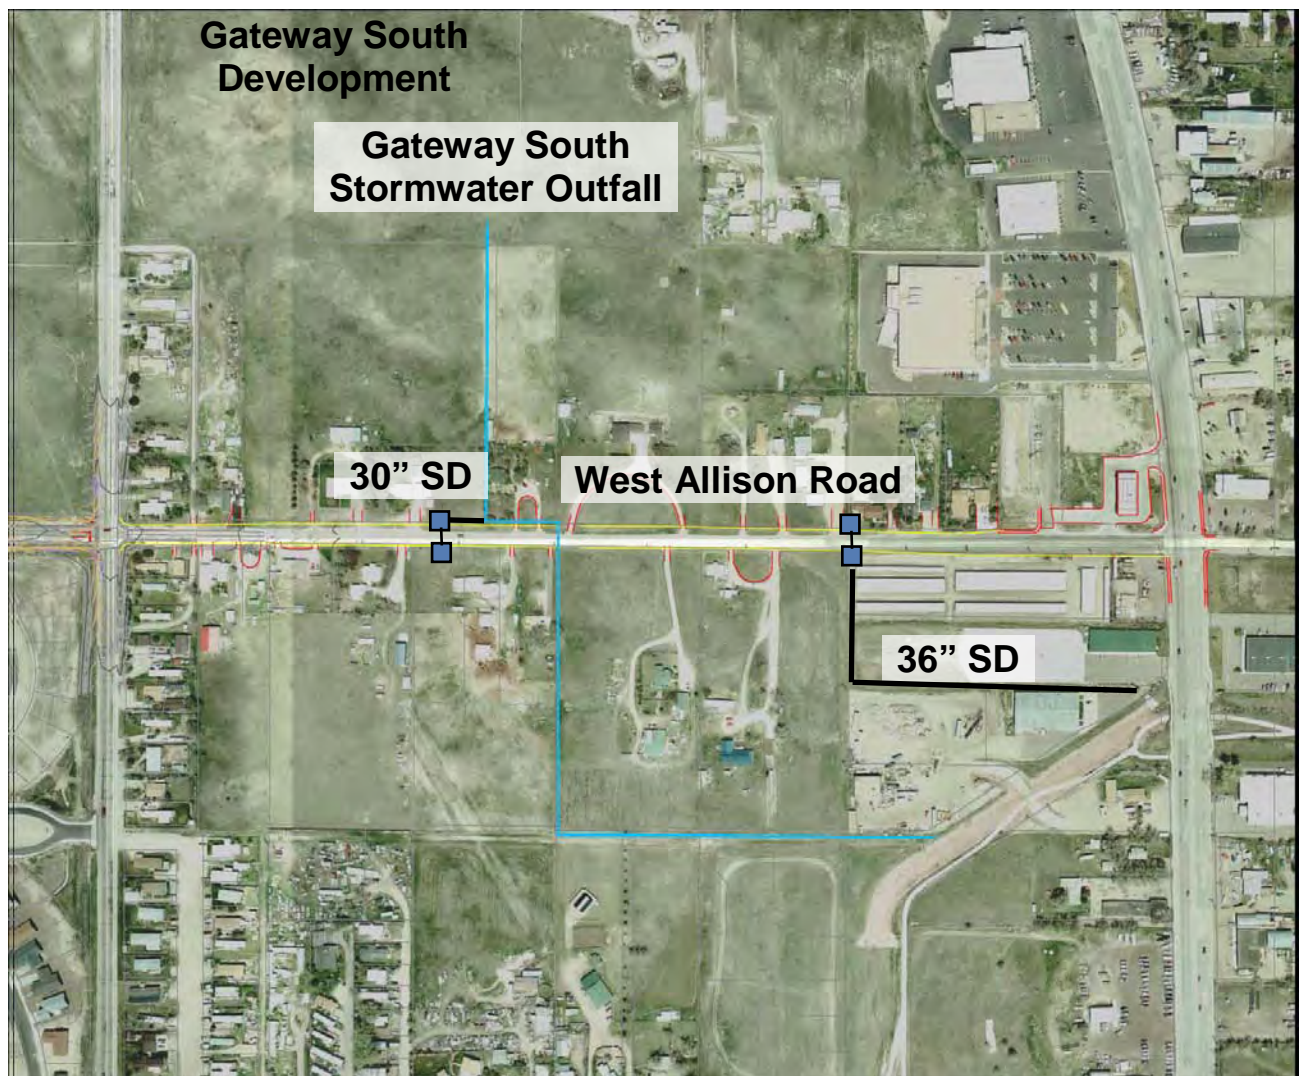 Gateway South
Development
Gateway South
Stormwater Outfall
30” SD
West Allison Road
36” SD